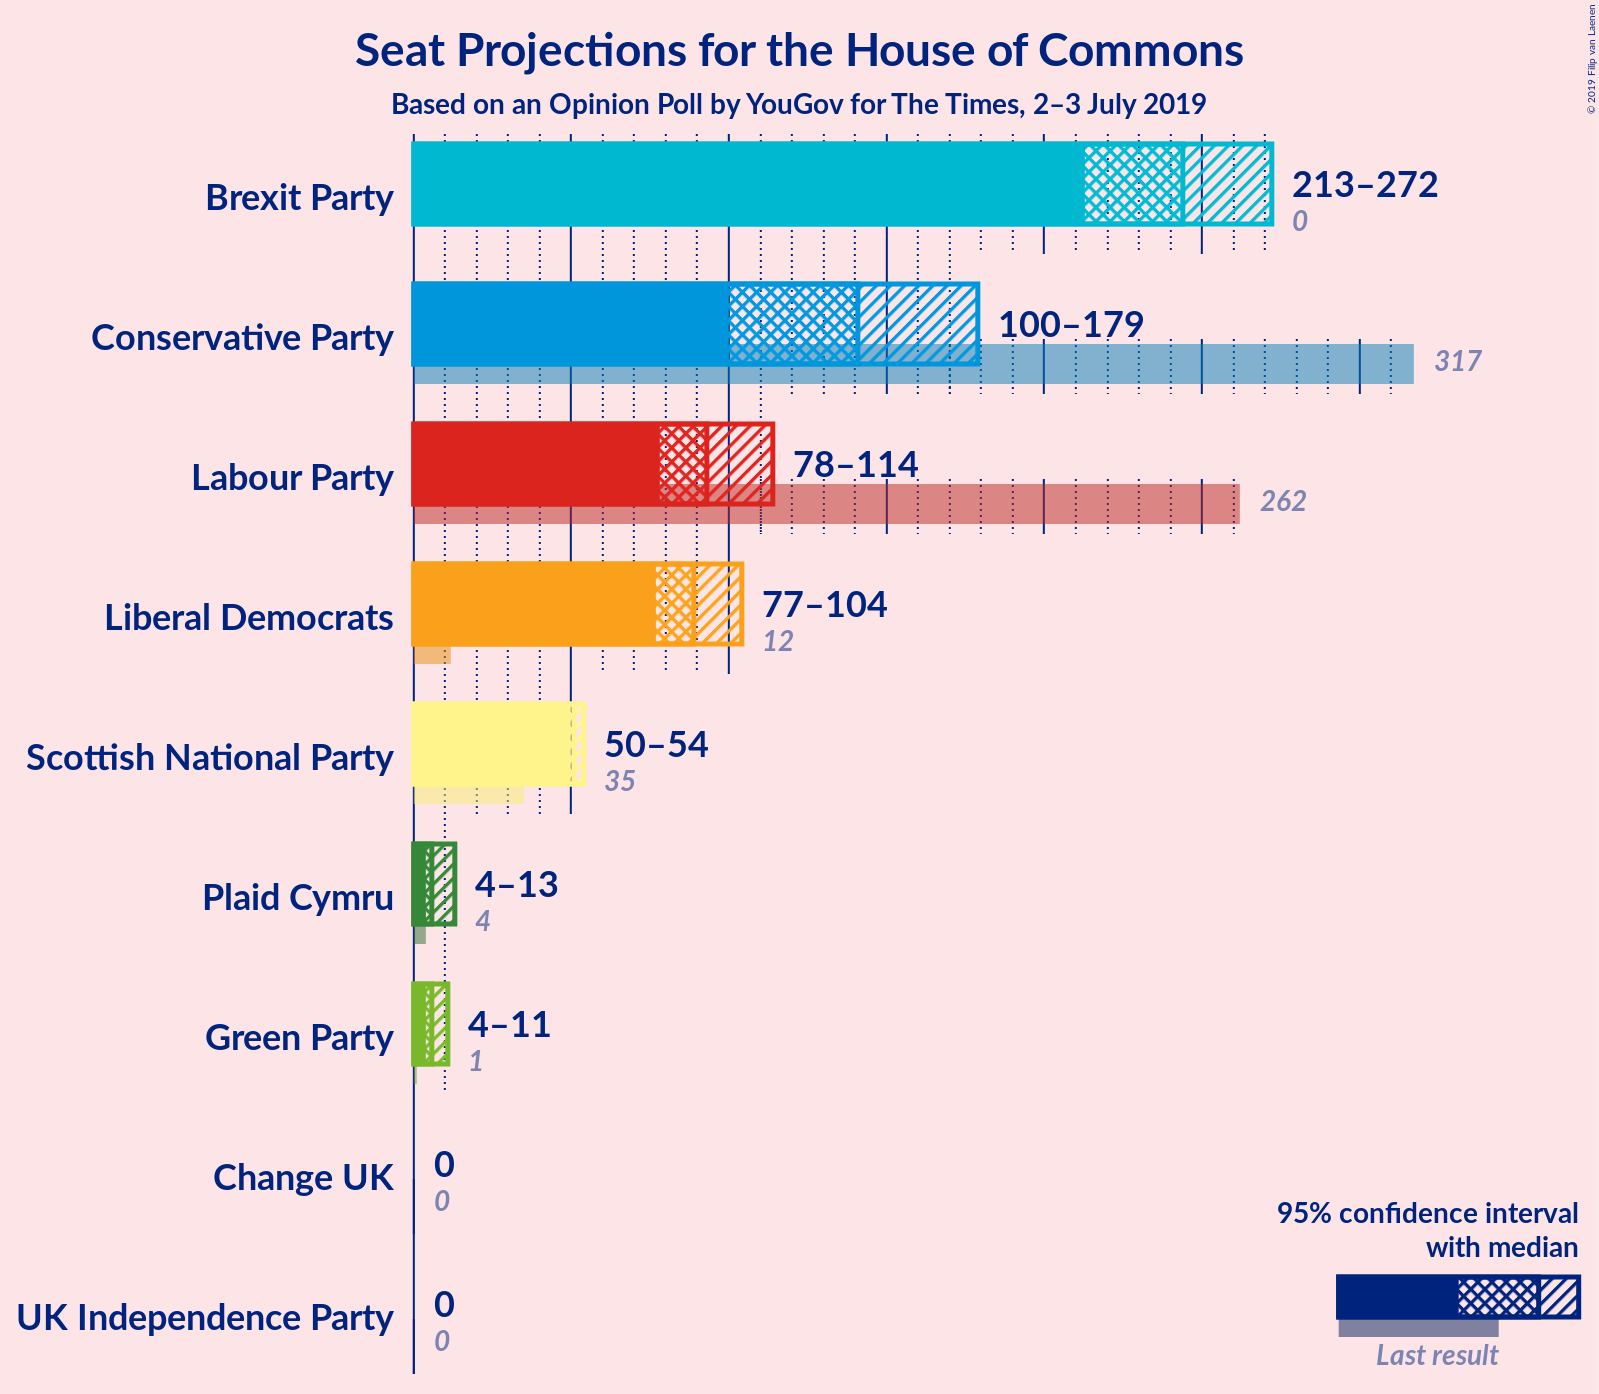 Seat Projections for the House of Commons
Based on an Opinion Poll by YouGov for The Times, 2–3 July 2019
© 2019 Filip van Laenen
Brexit Party
213–272
0
Conservative Party
100–179
317
Labour Party
78–114
262
Liberal Democrats
77–104
12
Scottish National Party
50–54
35
Plaid Cymru
4–13
4
Green Party
4–11
1
Change UK
0
0
UK Independence Party
0
0
95% confidence interval
with median
Last result